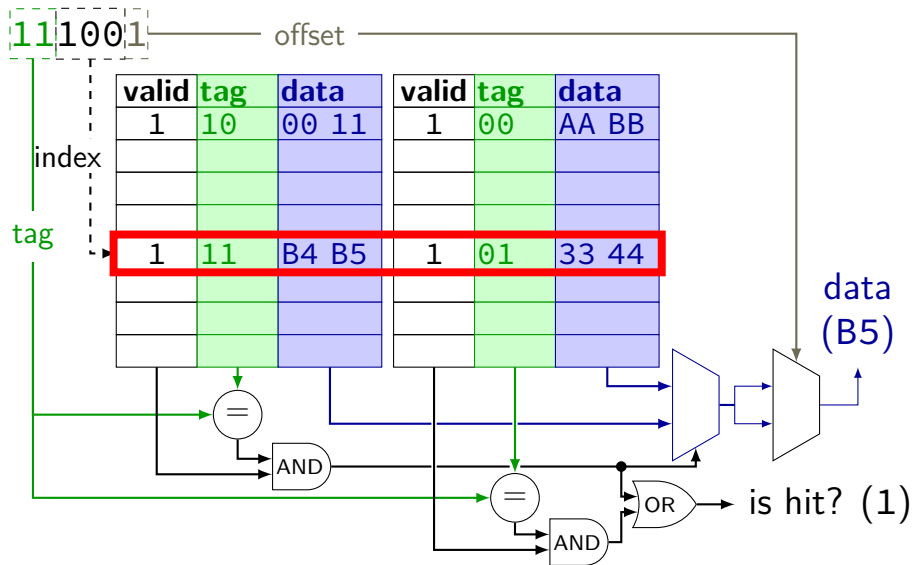 111001
offset
valid tag data valid tag data
1 10 00 11 1 00 AA BB
index
tag
1 11 B4 B5 1 01 33 44
data
(B5)
=
AND
=
OR
is hit? (1)
AND